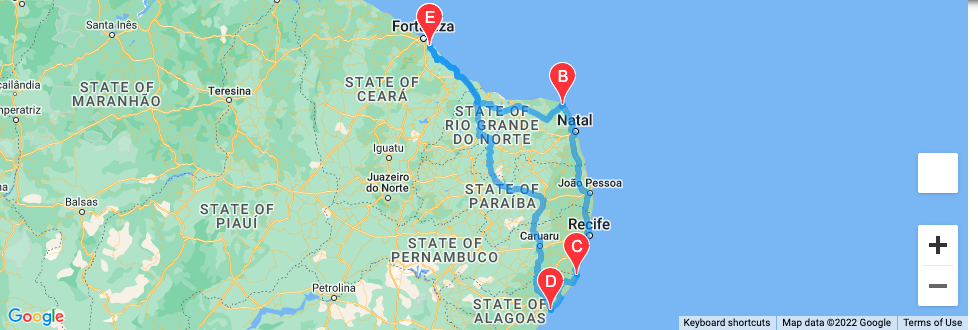 Santa Inês
Fortaleza
E
cailândia
STATE OF
MARANHÃO
Teresina
STATE OF
CEARÁ
B
mperatriz
STATE OF
RIO GRANDE
DO NORTE
Natal
Iguatu
Juazeiro
do Norte
STATE OF
PARAÍBA
João Pessoa
Balsas
STATE OF
PIAUÍ
Recife
Caruaru
STATE OF
PERNAMBUCO
C
D
Petrolina
STATE OF
ALAGOAS
Google
Keyboard shortcuts
Map data ©2022 Google
Terms of Use